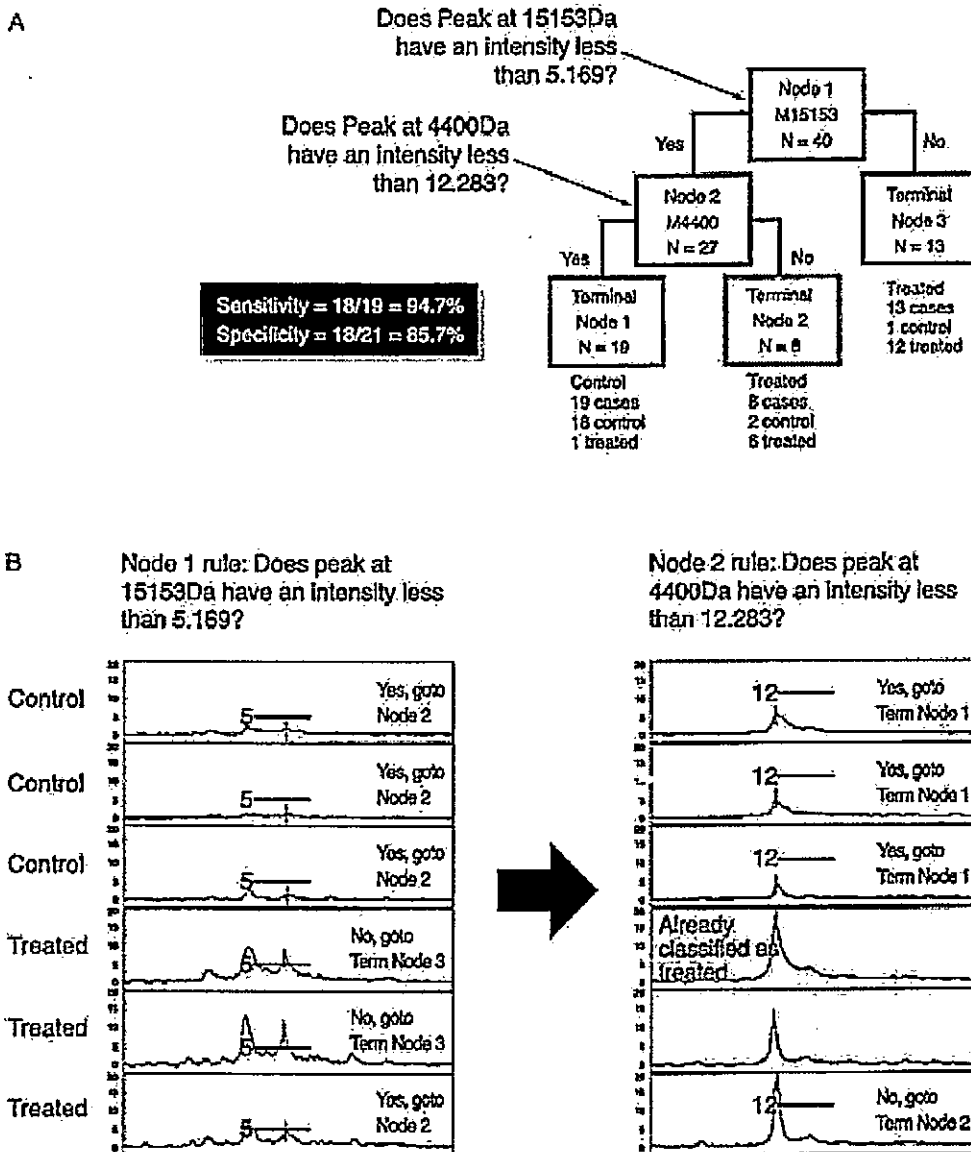 A
Does Peak at 15153Da
have an intensity less
than 5.169?
Node 1
M15153
N = 40
Does Peak at 4400Da
have an intensity less
than 12.283?
Yes
No
Node 2
M4400
N = 27
Terminal
Node 3
N = 13
Yes
No
Sensitivity = 18/19 = 94.7%
Specificity = 18/21 = 85.7%
Terminal
Node 1
N = 19
Terminal
Node 2
N = 8
Treated
13 cases
1 control
12 treated
Control
19 cases
18 control
1 treated
Treated
8 cases
2 control
6 treated
B
Node 1 rule: Does peak at
15153Da have an intensity less
than 5.169?
Node 2 rule: Does peak at
4400Da have an intensity less
than 12.283?
Control
5
Yes, goto
Node 2
12
Yes, goto
Term Node 1
Control
5
Yes, goto
Node 2
12
Yes, goto
Term Node 1
Control
5
Yes, goto
Node 2
12
Yes, goto
Term Node 1
Treated
5
No, goto
Term Node 3
Already
classified as
treated
Treated
5
No, goto
Term Node 3
Treated
5
Yes, goto
Node 2
12
No, goto
Term Node 2